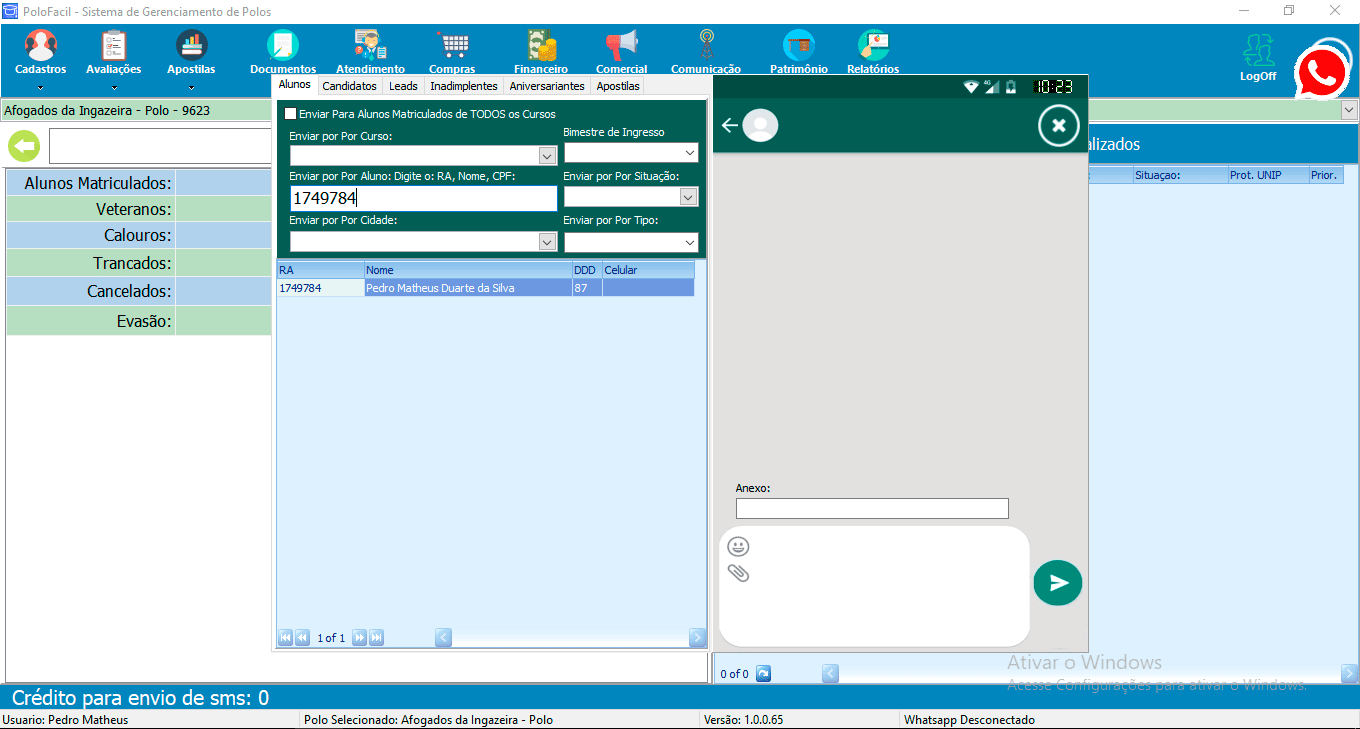 PoloFacil - Sistema de Gerenciamento de Polos
Cadastros Avaliações Apostilas Documentos Atendimento Compras Financeiro Comercial Comunicação Patrimônio Relatórios LogOff
Afogados da Ingazeira - Polo - 9623
Alunos Candidatos Leads Inadimplentes Aniversariantes Apostilas
10:23
4G
Enviar Para Alunos Matriculados de TODOS os Cursos
Enviar por Por Curso: Bimestre de Ingresso
Enviar por Por Aluno: Digite o: RA, Nome, CPF: Enviar por Por Situação:
1749784
Enviar por Por Cidade: Enviar por Por Tipo:
RA Nome DDD Celular
1749784 Pedro Matheus Duarte da Silva 87
1 of 1
Alunos Matriculados:
Veteranos:
Calouros:
Trancados:
Cancelados:
Evasão:
Anexo:
alizados
Situaçao: Prot. UNIP Prior.
0 of 0
Ativar o Windows
Acesse Configurações para ativar o Windows.
Crédito para envio de sms: 0
Usuario: Pedro Matheus Polo Selecionado: Afogados da Ingazeira - Polo Versão: 1.0.0.65 Whatsapp Desconectado